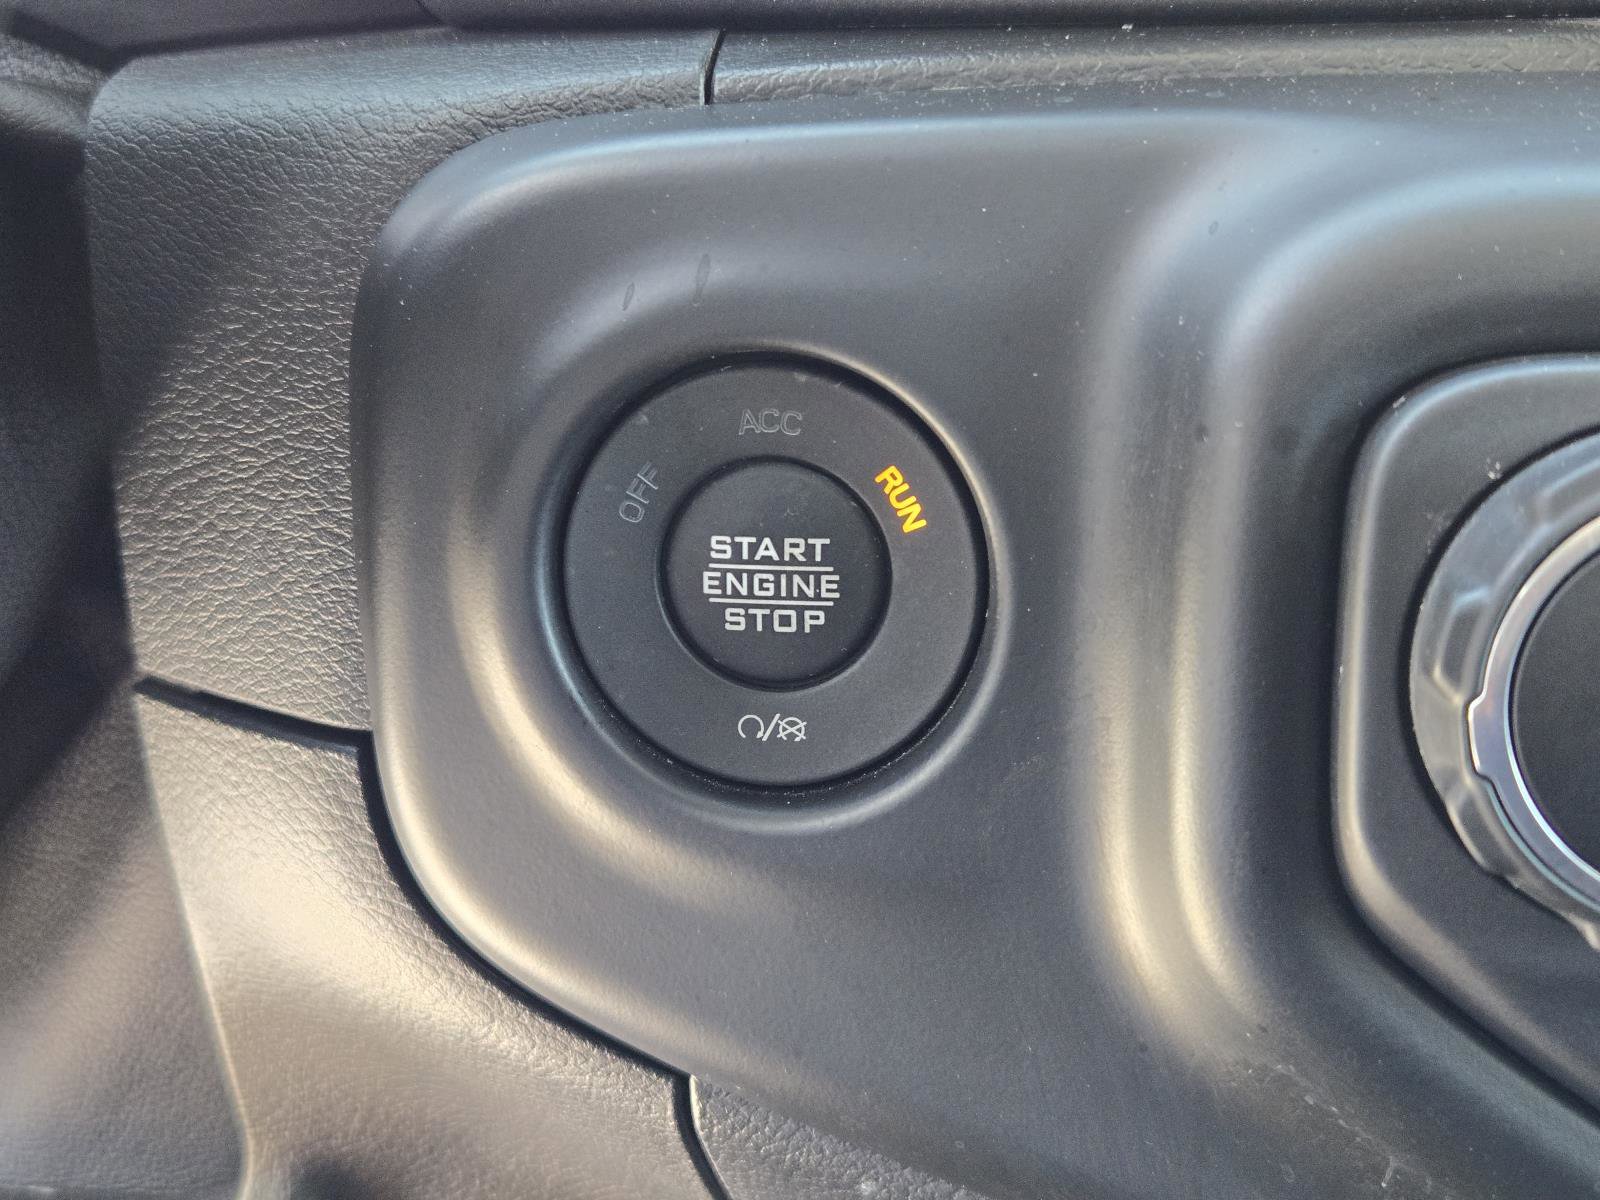 ACC
OFF
RUN
START
ENGINE
STOP